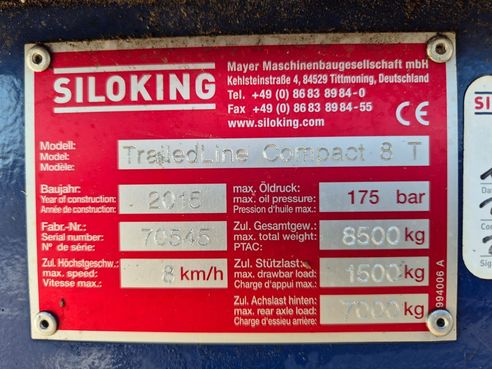 SILOKING
Mayer Maschinenbaugesellschaft mbH
Kehlsteinstraße 4, 84529 Tittmoning, Deutschland
Tel. +49 (0) 86 83 89 84-0
Fax +49 (0) 86 83 89 84-55
www.siloking.com
CE
Modell:
Model:
Modèle:
TrailedLine Compact 8 T
Baujahr:
Year of construction:
Année de construction:
2015
max. Öldruck:
max. oil pressure:
Pression d'huile max.:
175 bar
Fabr.-Nr.:
Serial number:
N° de série:
70545
Zul. Gesamtgew.:
max. total weight:
PTAC:
8500 kg
Zul. Höchstgeschw.:
max. speed:
Vitesse max.:
8 km/h
Zul. Stützlast:
max. drawbar load:
Charge d'appui max.:
1500 kg
Zul. Achslast hinten:
max. rear axle load:
Charge d'essieu arrière:
7000 kg
994006 A